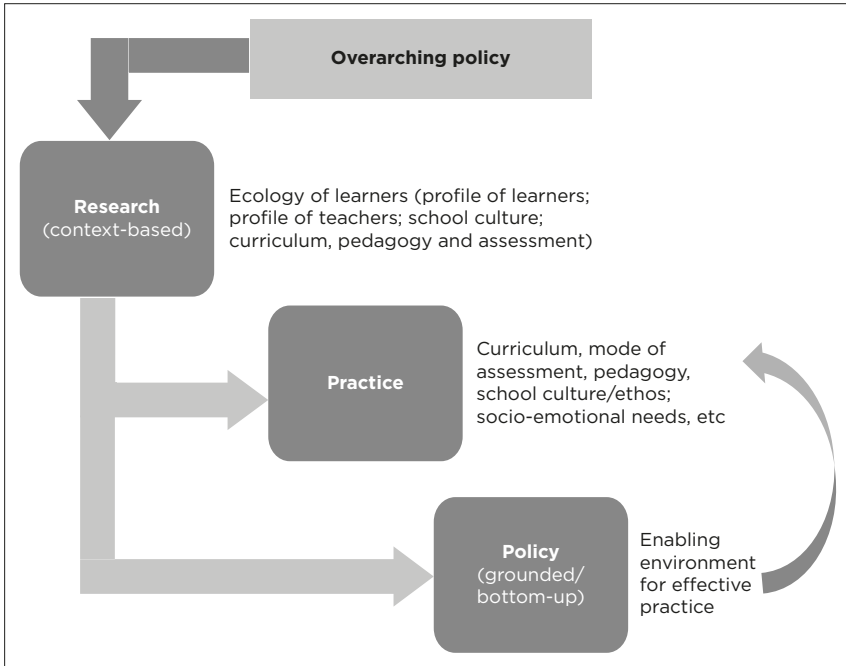 Overarching policy
Research
(context-based)
Ecology of learners (profile of learners;
profile of teachers; school culture;
curriculum, pedagogy and assessment)
Practice
Curriculum, mode of
assessment, pedagogy,
school culture/ethos;
socio-emotional needs, etc
Policy
(grounded/
bottom-up)
Enabling
environment
for effective
practice